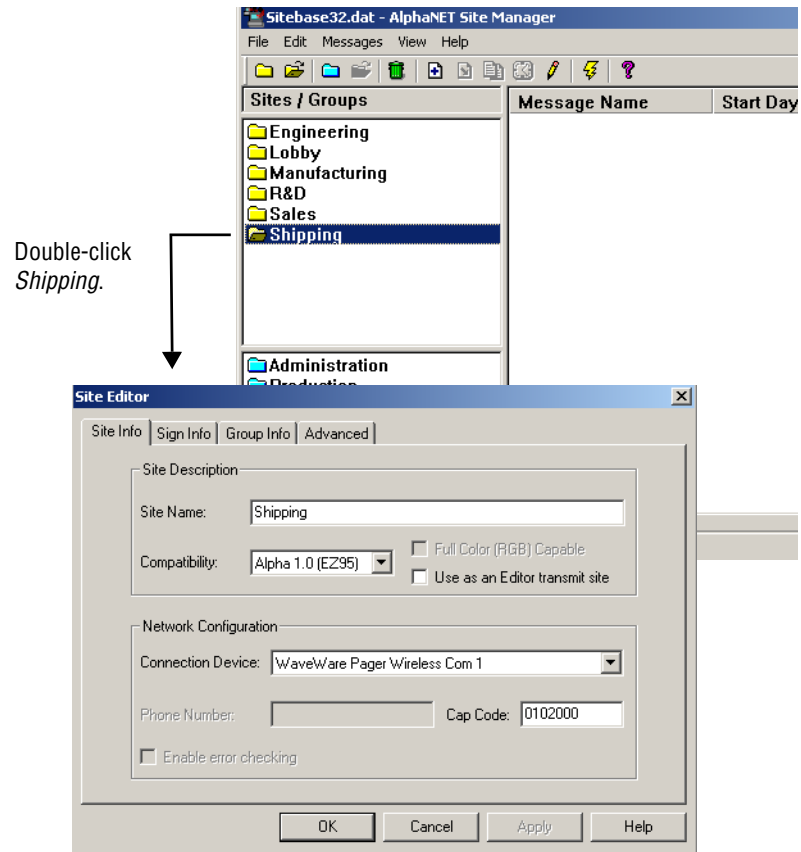 Sitebase32.dat - AlphaNET Site Manager
File Edit Messages View Help
Sites / Groups
Message Name Start Day
Engineering
Lobby
Manufacturing
R&D
Sales
Shipping
Double-click
Shipping.
Administration
Production
Site Editor
Site Info Sign Info Group Info Advanced
Site Description
Site Name: Shipping
Compatibility: Alpha 1.0 (EZ95)
Full Color (RGB) Capable
Use as an Editor transmit site
Network Configuration
Connection Device: WaveWare Pager Wireless Com 1
Phone Number: Cap Code: 0102000
Enable error checking
OK Cancel Apply Help